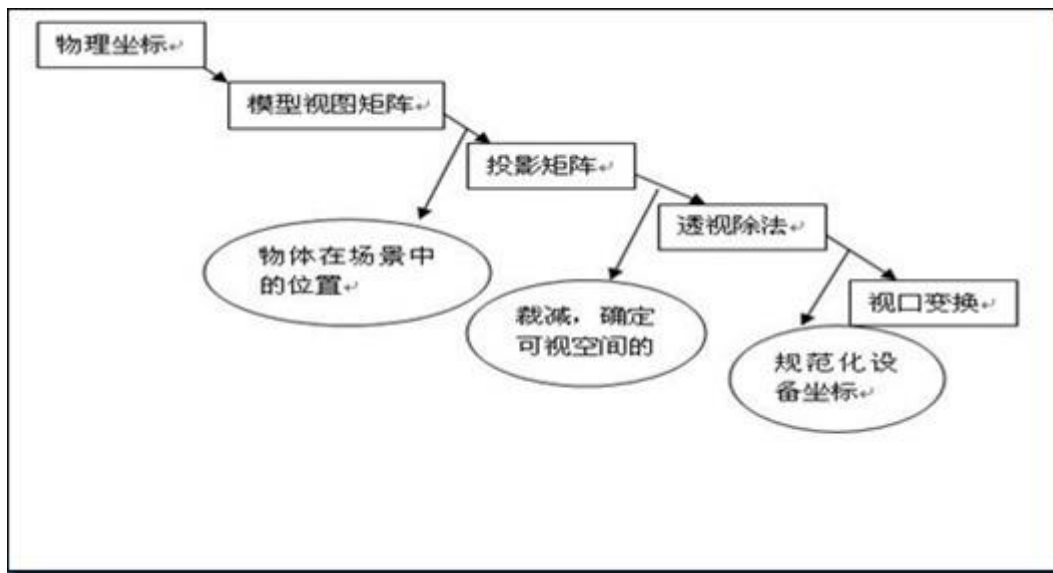 物理坐标
模型视图矩阵
投影矩阵
透视除法
物体在场景中
的位置
视口变换
裁减，确定
可视空间的
规范化设
备坐标